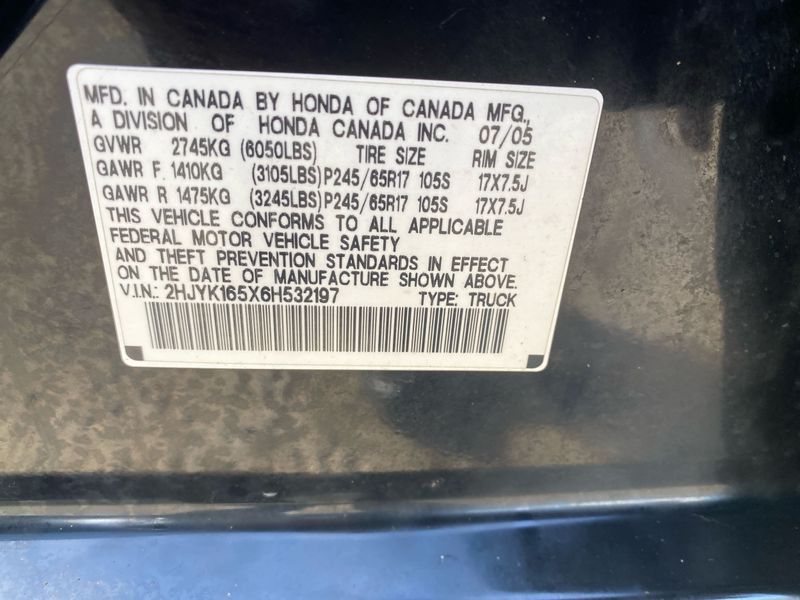 MFD. IN CANADA BY HONDA OF CANADA MFG.,
A DIVISION OF HONDA CANADA INC. 07/05
GVWR 2745KG (6050LBS) TIRE SIZE RIM SIZE
GAWR F. 1410KG (3105LBS) P245/65R17 105S 17X7.5J
GAWR R 1475KG (3245LBS) P245/65R17 105S 17X7.5J
THIS VEHICLE CONFORMS TO ALL APPLICABLE
FEDERAL MOTOR VEHICLE SAFETY
AND THEFT PREVENTION STANDARDS IN EFFECT
ON THE DATE OF MANUFACTURE SHOWN ABOVE.
V.I.N.: 2HJYK165X6H532197 TYPE: TRUCK